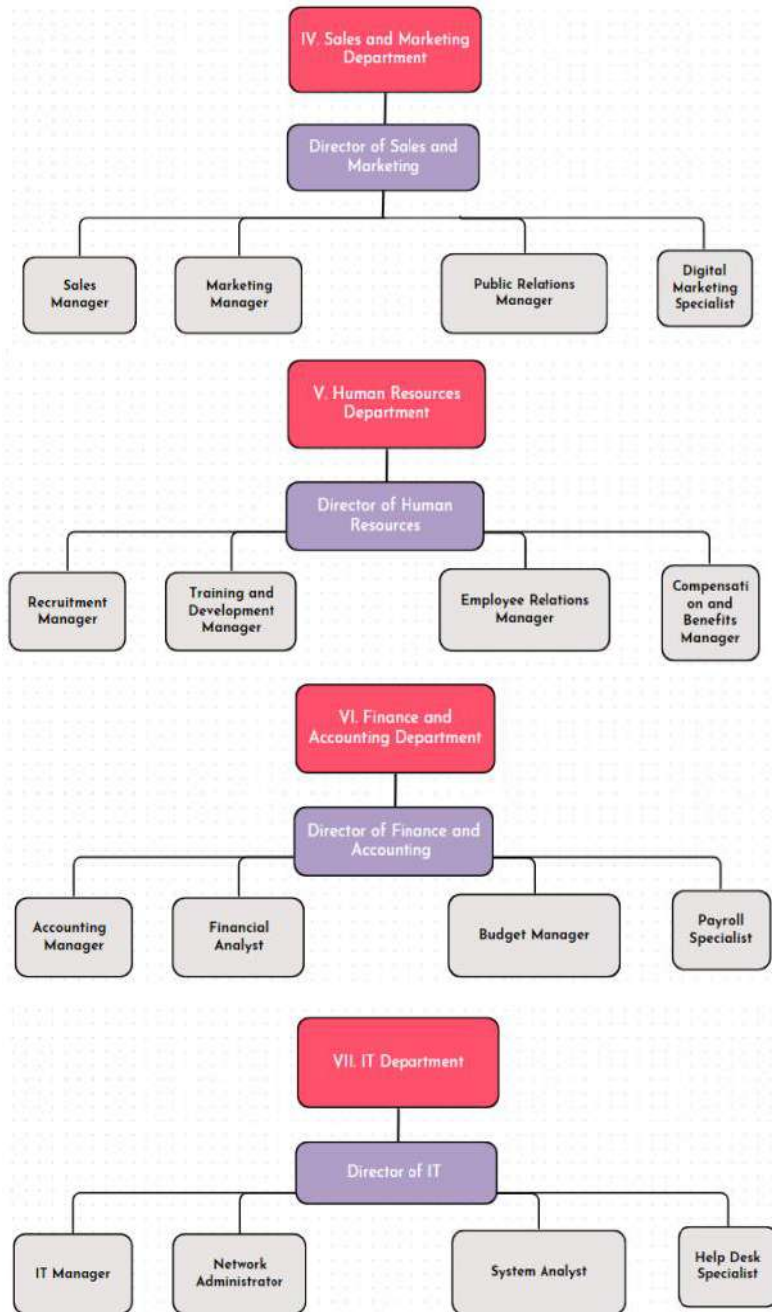 IV. Sales and Marketing
Department
Director of Sales and
Marketing
Sales
Manager
Marketing
Manager
Public Relations
Manager
Digital
Marketing
Specialist
V. Human Resources
Department
Director of Human
Resources
Recruitment
Manager
Training and
Development
Manager
Employee Relations
Manager
Compensati
on and
Benefits
Manager
VI. Finance and
Accounting Department
Director of Finance and
Accounting
Accounting
Manager
Financial
Analyst
Budget Manager
Payroll
Specialist
VII. IT Department
Director of IT
IT Manager
Network
Administrator
System Analyst
Help Desk
Specialist